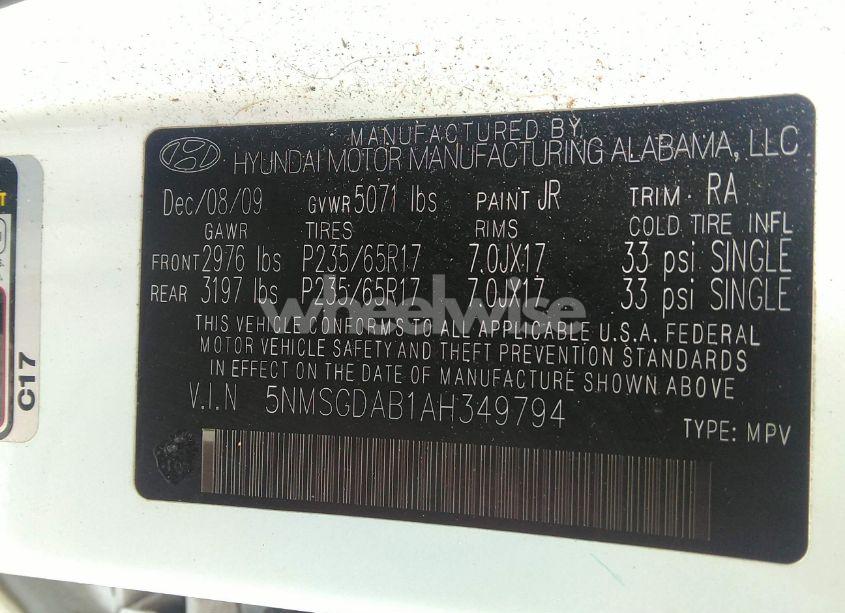 MANUFACTURED BY
HYUNDAI MOTOR MANUFACTURING ALABAMA, LLC
Dec/08/09 GVWR 5071 lbs PAINT JR TRIM · RA
GAWR TIRES RIMS COLD TIRE INFL
FRONT 2976 lbs P235/65R17 7.0JX17 33 psi SINGLE
REAR 3197 lbs P235/65R17 7.0JX17 33 psi SINGLE
wheelwise
THIS VEHICLE CONFORMS TO ALL APPLICABLE U.S.A. FEDERAL
MOTOR VEHICLE SAFETY AND THEFT PREVENTION STANDARDS
IN EFFECT ON THE DATE OF MANUFACTURE SHOWN ABOVE
V.I.N 5NMSGDAB1AH349794
TYPE: MPV
C17